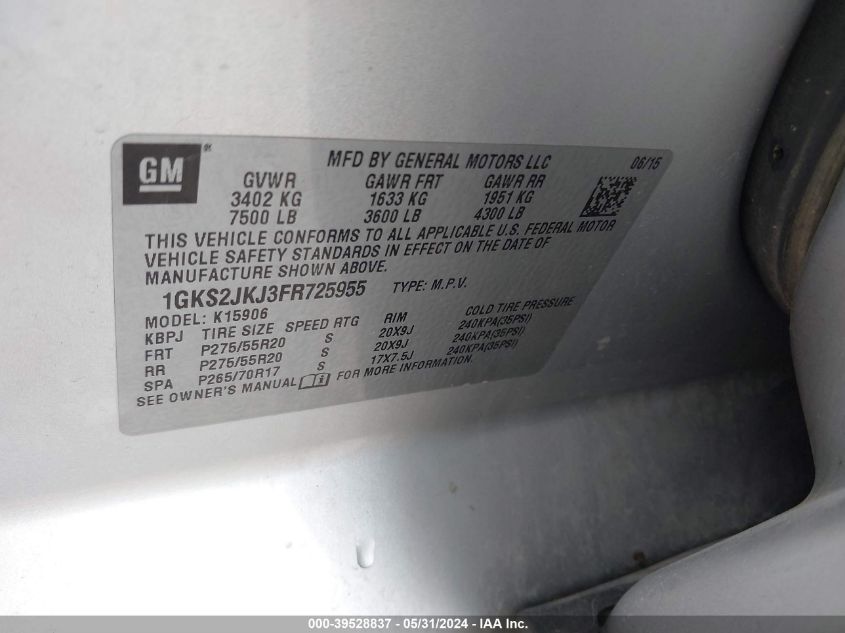 GM
MFD BY GENERAL MOTORS LLC 06/15
GVWR GAWR FRT GAWR RR
3402 KG 1633 KG 1951 KG
7500 LB 3600 LB 4300 LB
THIS VEHICLE CONFORMS TO ALL APPLICABLE U.S. FEDERAL MOTOR
VEHICLE SAFETY STANDARDS IN EFFECT ON THE DATE OF
MANUFACTURE SHOWN ABOVE.
1GKS2JKJ3FR725955 TYPE: M.P.V.
MODEL: K15906
KBPJ TIRE SIZE SPEED RTG RIM COLD TIRE PRESSURE
FRT P275/55R20 S 20X9J 240KPA(35PSI)
RR P275/55R20 S 20X9J 240KPA(35PSI)
SPA P265/70R17 S 17X7.5J 240KPA(35PSI)
SEE OWNER'S MANUAL FOR MORE INFORMATION.
000-39528837 - 05/31/2024 - IAA Inc.